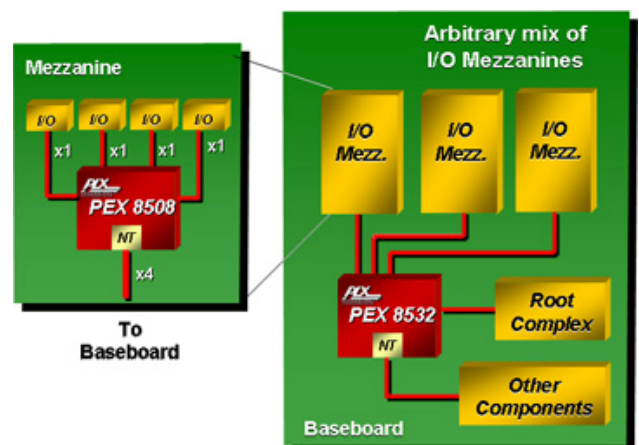 Mezzanine
I/O
I/O
I/O
I/O
x1
x1
x1
x1
PLX
PEX 8508
NT
x4
To
Baseboard
Arbitrary mix of
I/O Mezzanines
I/O
Mezz.
I/O
Mezz.
I/O
Mezz.
PLX
PEX 8532
NT
Root
Complex
Other
Components
Baseboard